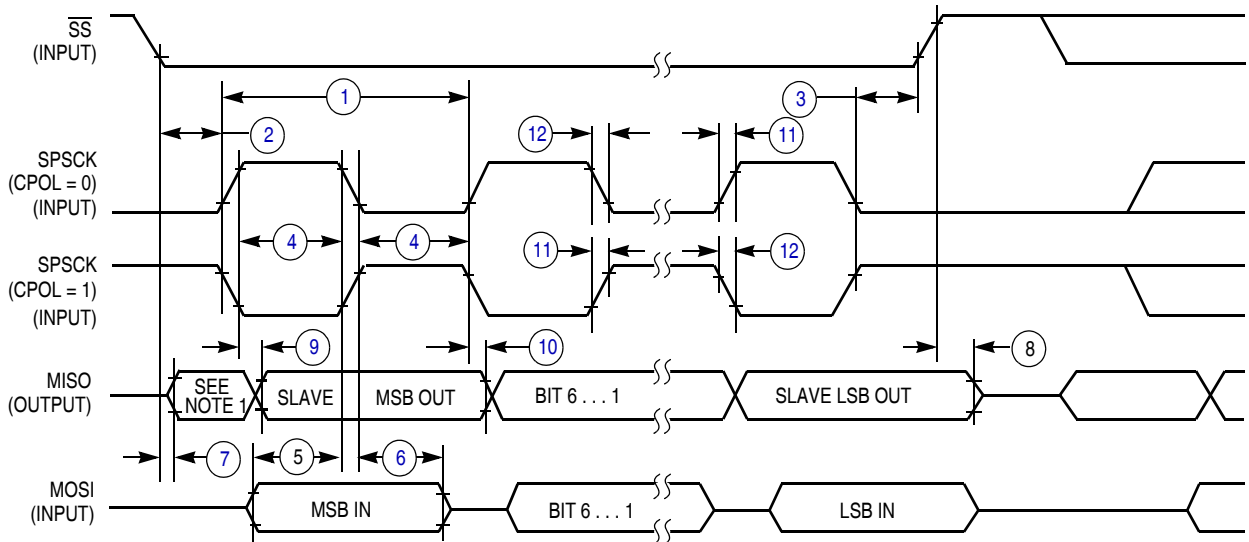 SS
(INPUT)
1
3
2
12
11
SPSCK
(CPOL = 0)
(INPUT)
4
4
11
12
SPSCK
(CPOL = 1)
(INPUT)
9
10
8
MISO
(OUTPUT)
SEE
NOTE 1
SLAVE
MSB OUT
BIT 6 . . . 1
SLAVE LSB OUT
7
5
6
MOSI
(INPUT)
MSB IN
BIT 6 . . . 1
LSB IN